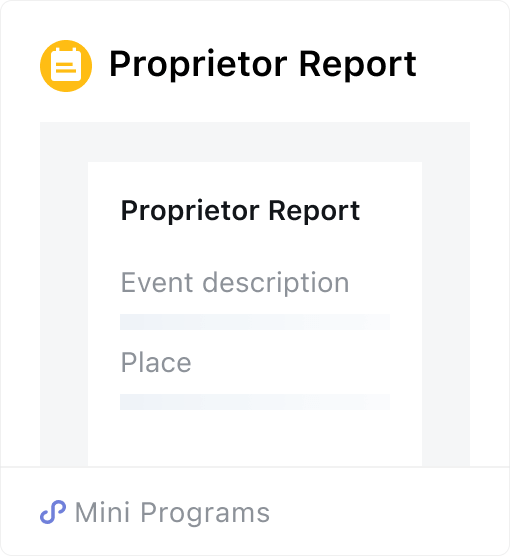 Proprietor Report
Proprietor Report
Event description
Place
Mini Programs